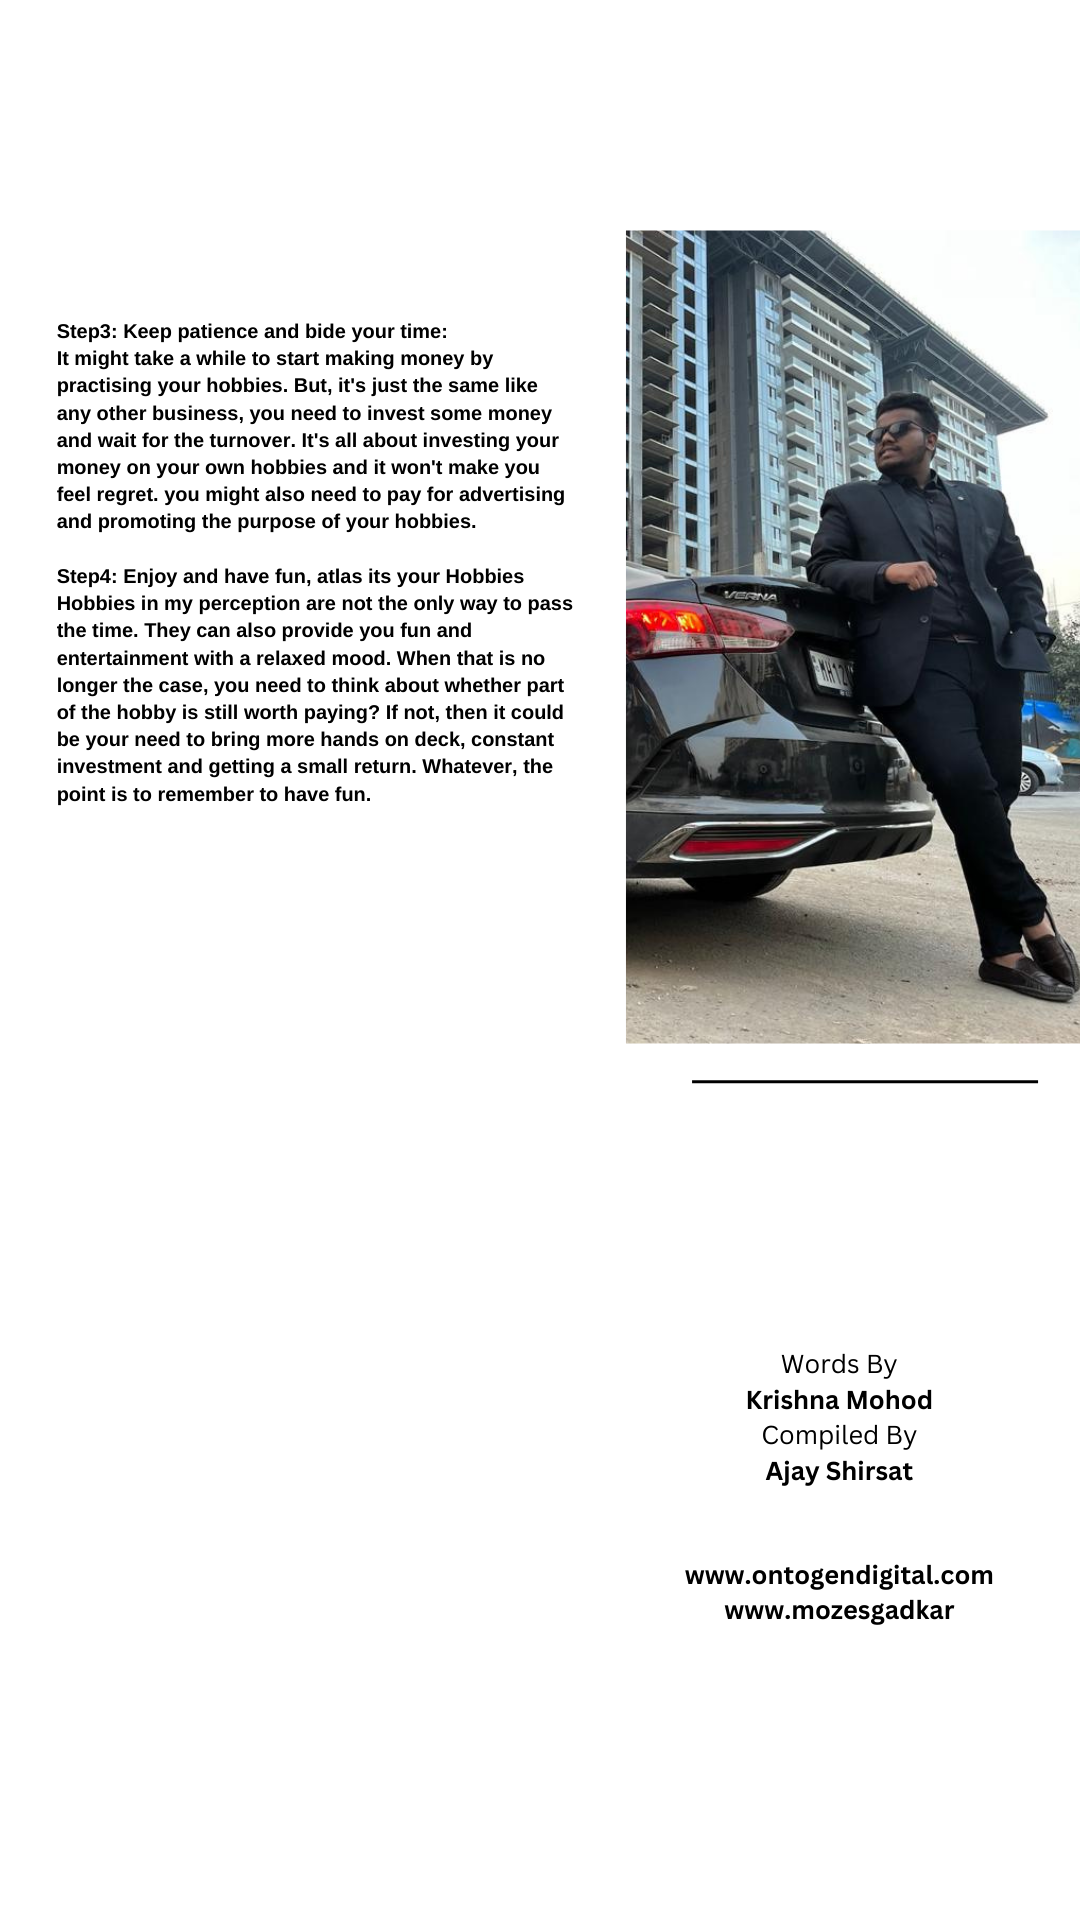 Step3: Keep patience and bide your time:
It might take a while to start making money by
practising your hobbies. But, it's just the same like
any other business, you need to invest some money
and wait for the turnover. It's all about investing your
money on your own hobbies and it won't make you
feel regret. you might also need to pay for advertising
and promoting the purpose of your hobbies.
Step4: Enjoy and have fun, atlas its your Hobbies
Hobbies in my perception are not the only way to pass
the time. They can also provide you fun and
entertainment with a relaxed mood. When that is no
longer the case, you need to think about whether part
of the hobby is still worth paying? If not, then it could
be your need to bring more hands on deck, constant
investment and getting a small return. Whatever, the
point is to remember to have fun.
VERNA
MH12
Words By
Krishna Mohod
Compiled By
Ajay Shirsat
www.ontogendigital.com
www.mozesgadkar